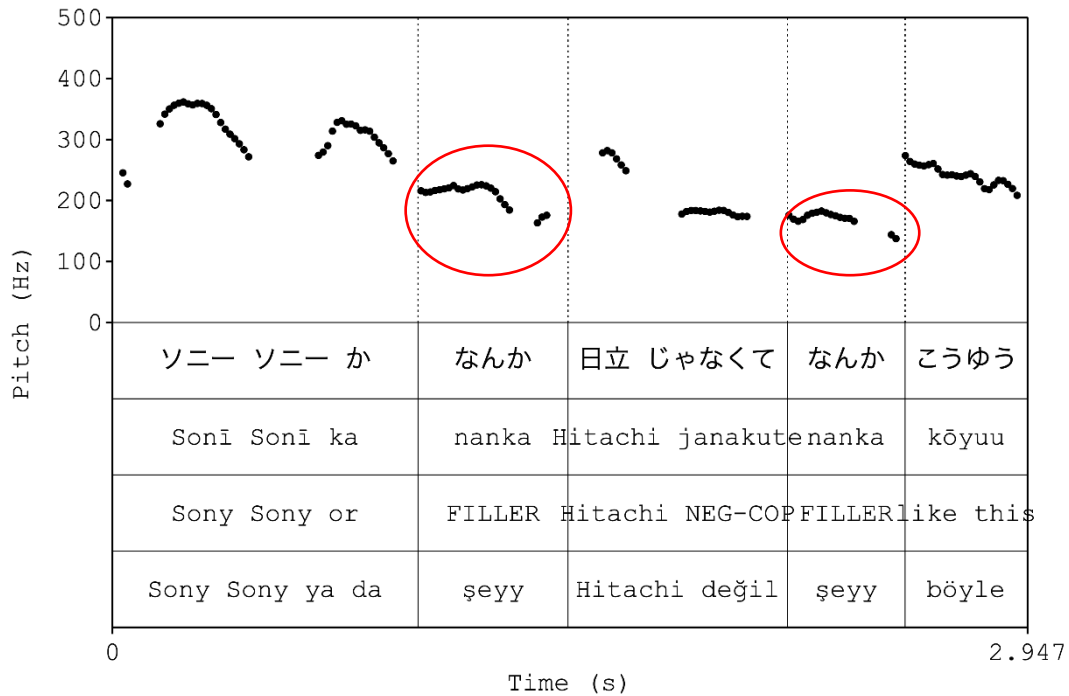 500
400
300
200
100
0
Pitch (Hz)
ソニー ソニー か なんか 日立 じゃなくて なんか こうゆう
Sonī Sonī ka nanka Hitachi janakute nanka kōyuu
Sony Sony or FILLER Hitachi NEG-COP FILLER like this
Sony Sony ya da şeyy Hitachi değil şeyy böyle
0 2.947
Time (s)